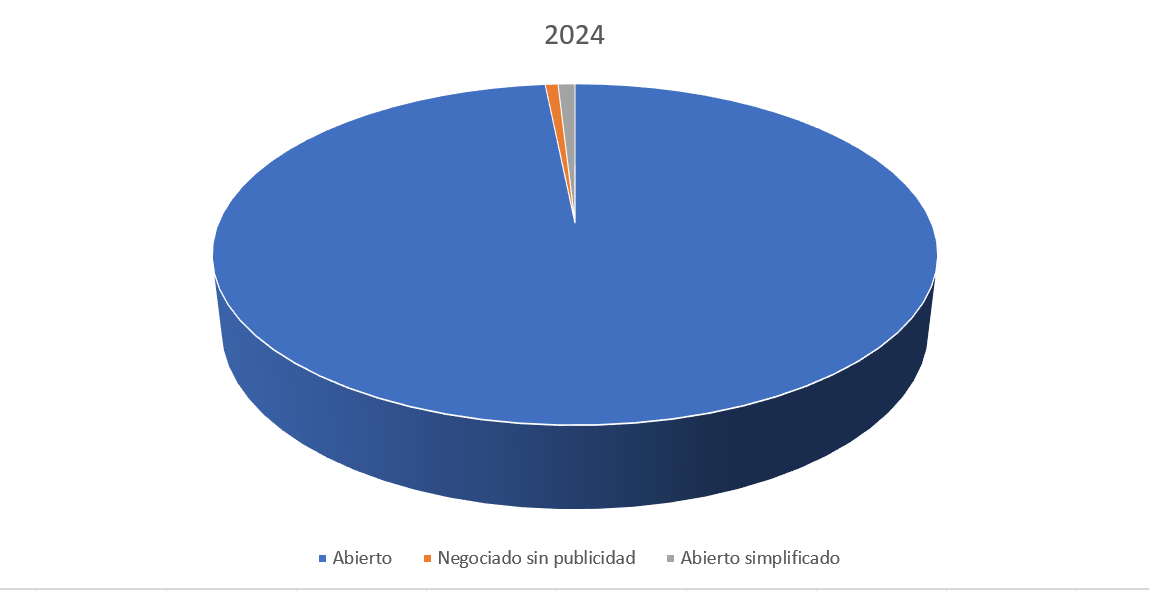 2024
Abierto Negociado sin publicidad Abierto simplificado